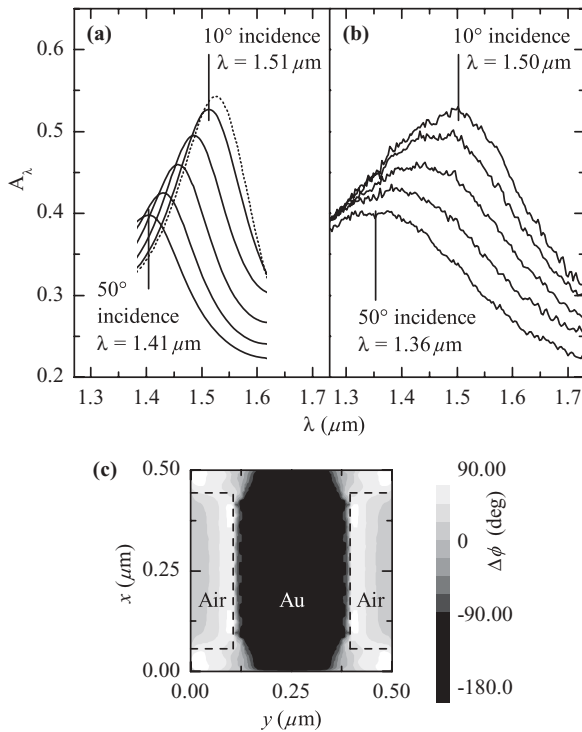 (a)
10° incidence
λ = 1.51 μm
(b)
10° incidence
λ = 1.50 μm
0.6
0.5
0.4
0.3
0.2
A_λ
50°
incidence
λ = 1.41 μm
50° incidence
λ = 1.36 μm
1.3 1.4 1.5 1.6 1.3 1.4 1.5 1.6 1.7
λ (μm)
(c)
0.50
0.25
0.00
x (μm)
Air Au Air
0.00 0.25 0.50
y (μm)
90.00
0
-90.00
-180.0
Δϕ (deg)